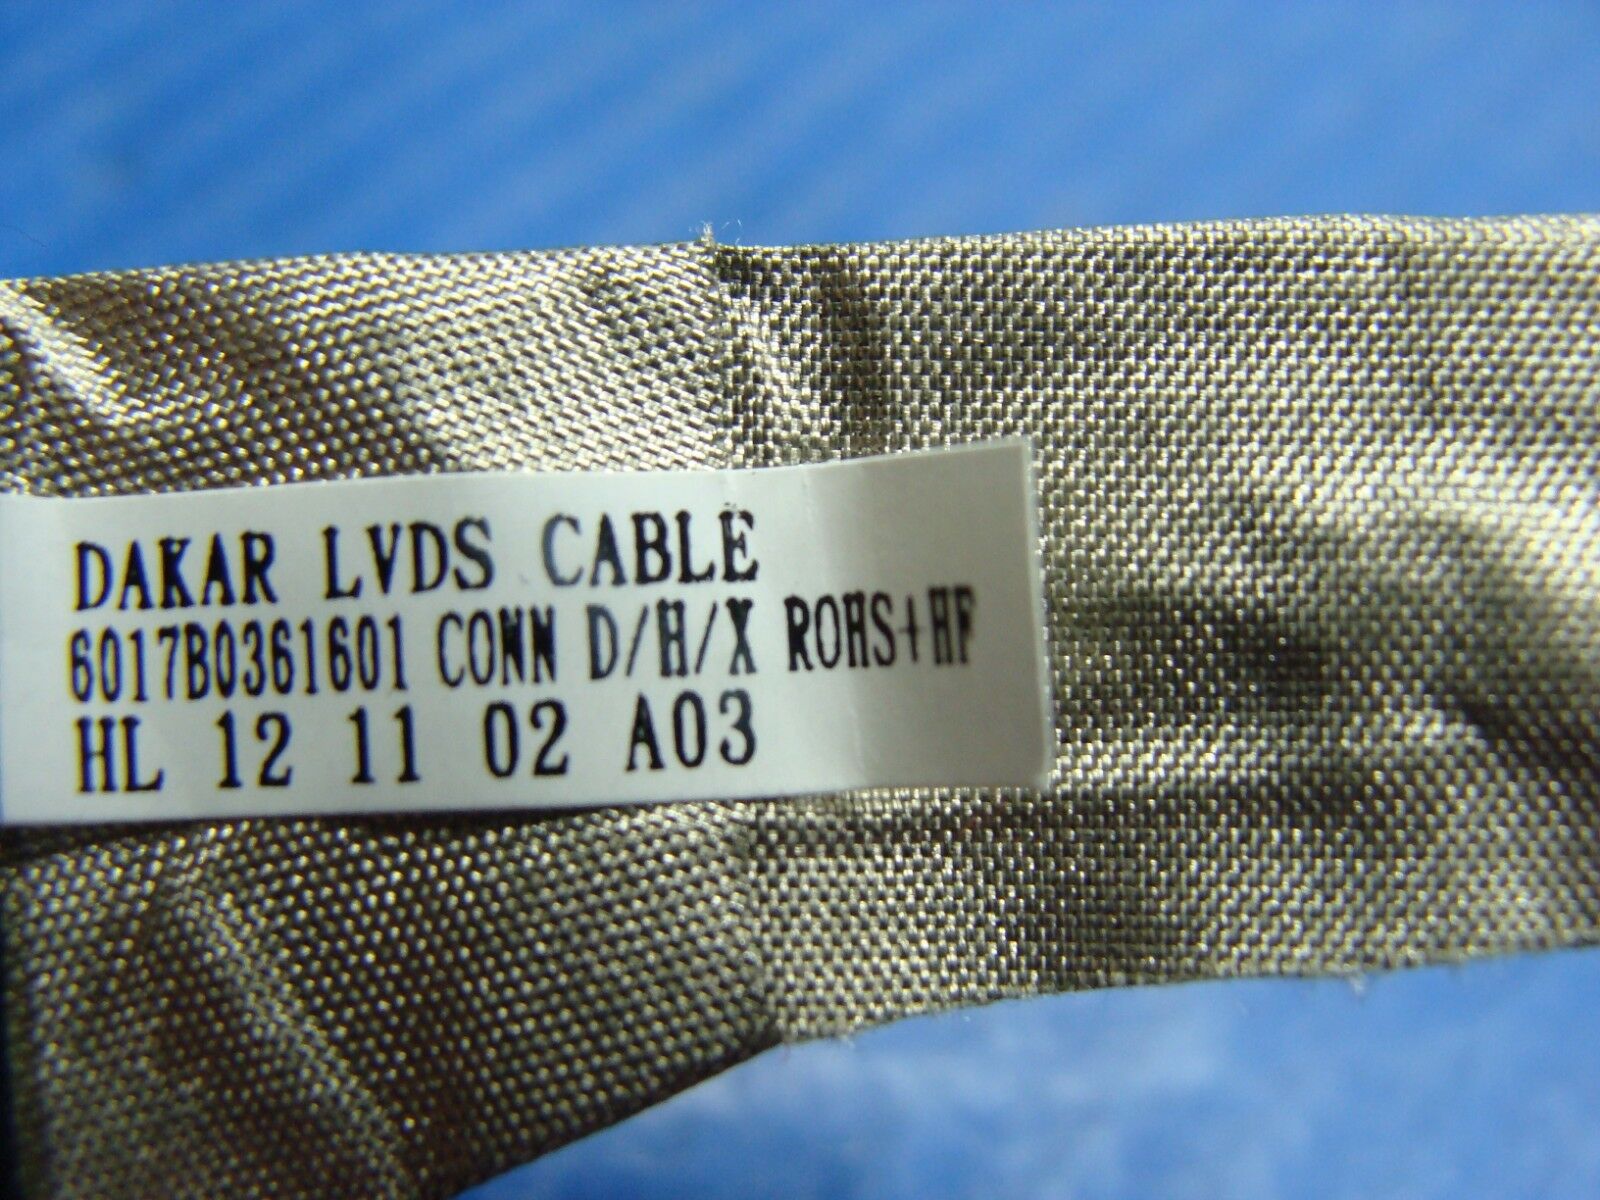 DAKAR LVDS CABLE
6017B0361601 CONN D/H/X ROHS+HF
HL 12 11 02 A03